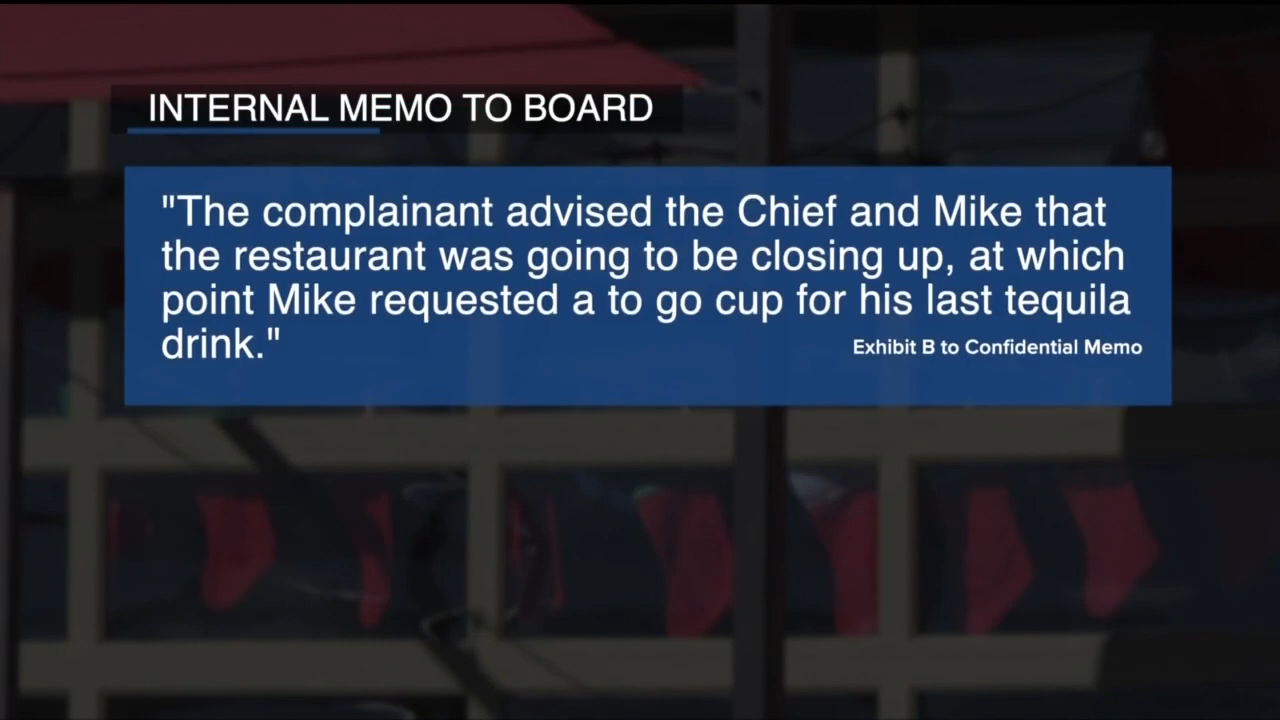 INTERNAL MEMO TO BOARD
"The complainant advised the Chief and Mike that
the restaurant was going to be closing up, at which
point Mike requested a to go cup for his last tequila
drink."
Exhibit B to Confidential Memo